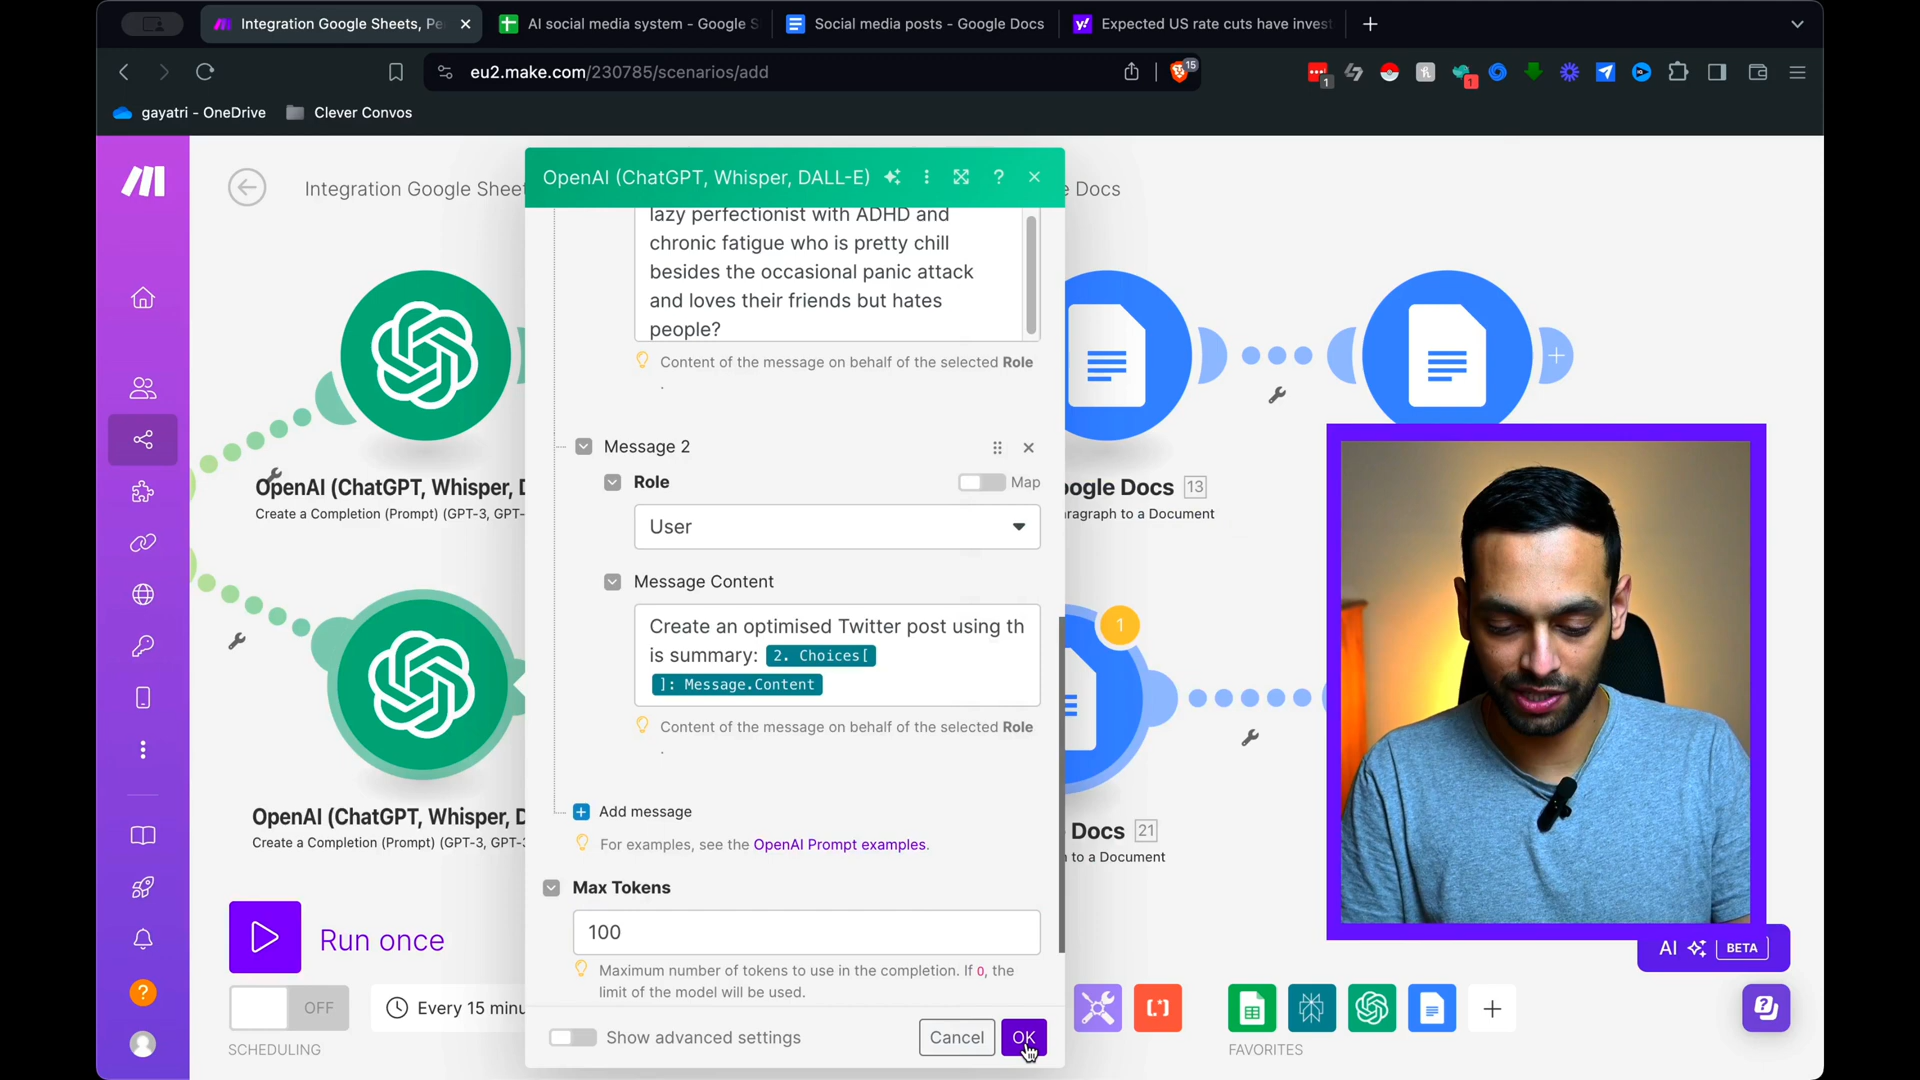 Integration Google Sheets, Pe
AI social media system - Google S
Social media posts - Google Docs
Expected US rate cuts have invest
eu2.make.com/230785/scenarios/add
15
1
1
gayatri - OneDrive
Clever Convos
Integration Google Sheet
e Docs
OpenAI (ChatGPT, Whisper, DALL-E)
?
lazy perfectionist with ADHD and
chronic fatigue who is pretty chill
besides the occasional panic attack
and loves their friends but hates
people?
Content of the message on behalf of the selected Role
.
Message 2
Role
Map
User
Message Content
Create an optimised Twitter post using th
is summary: 2. Choices[
]: Message.Content
Content of the message on behalf of the selected Role
.
Add message
For examples, see the OpenAI Prompt examples.
Max Tokens
100
Maximum number of tokens to use in the completion. If 0, the
limit of the model will be used.
Show advanced settings
Cancel
OK
OpenAI (ChatGPT, Whisper, D
Create a Completion (Prompt) (GPT-3, GPT-
oogle Docs 13
aragraph to a Document
1
OpenAI (ChatGPT, Whisper, D
Create a Completion (Prompt) (GPT-3, GPT-3
Docs 21
h to a Document
Run once
OFF
Every 15 minu
SCHEDULING
FAVORITES
AI BETA
?